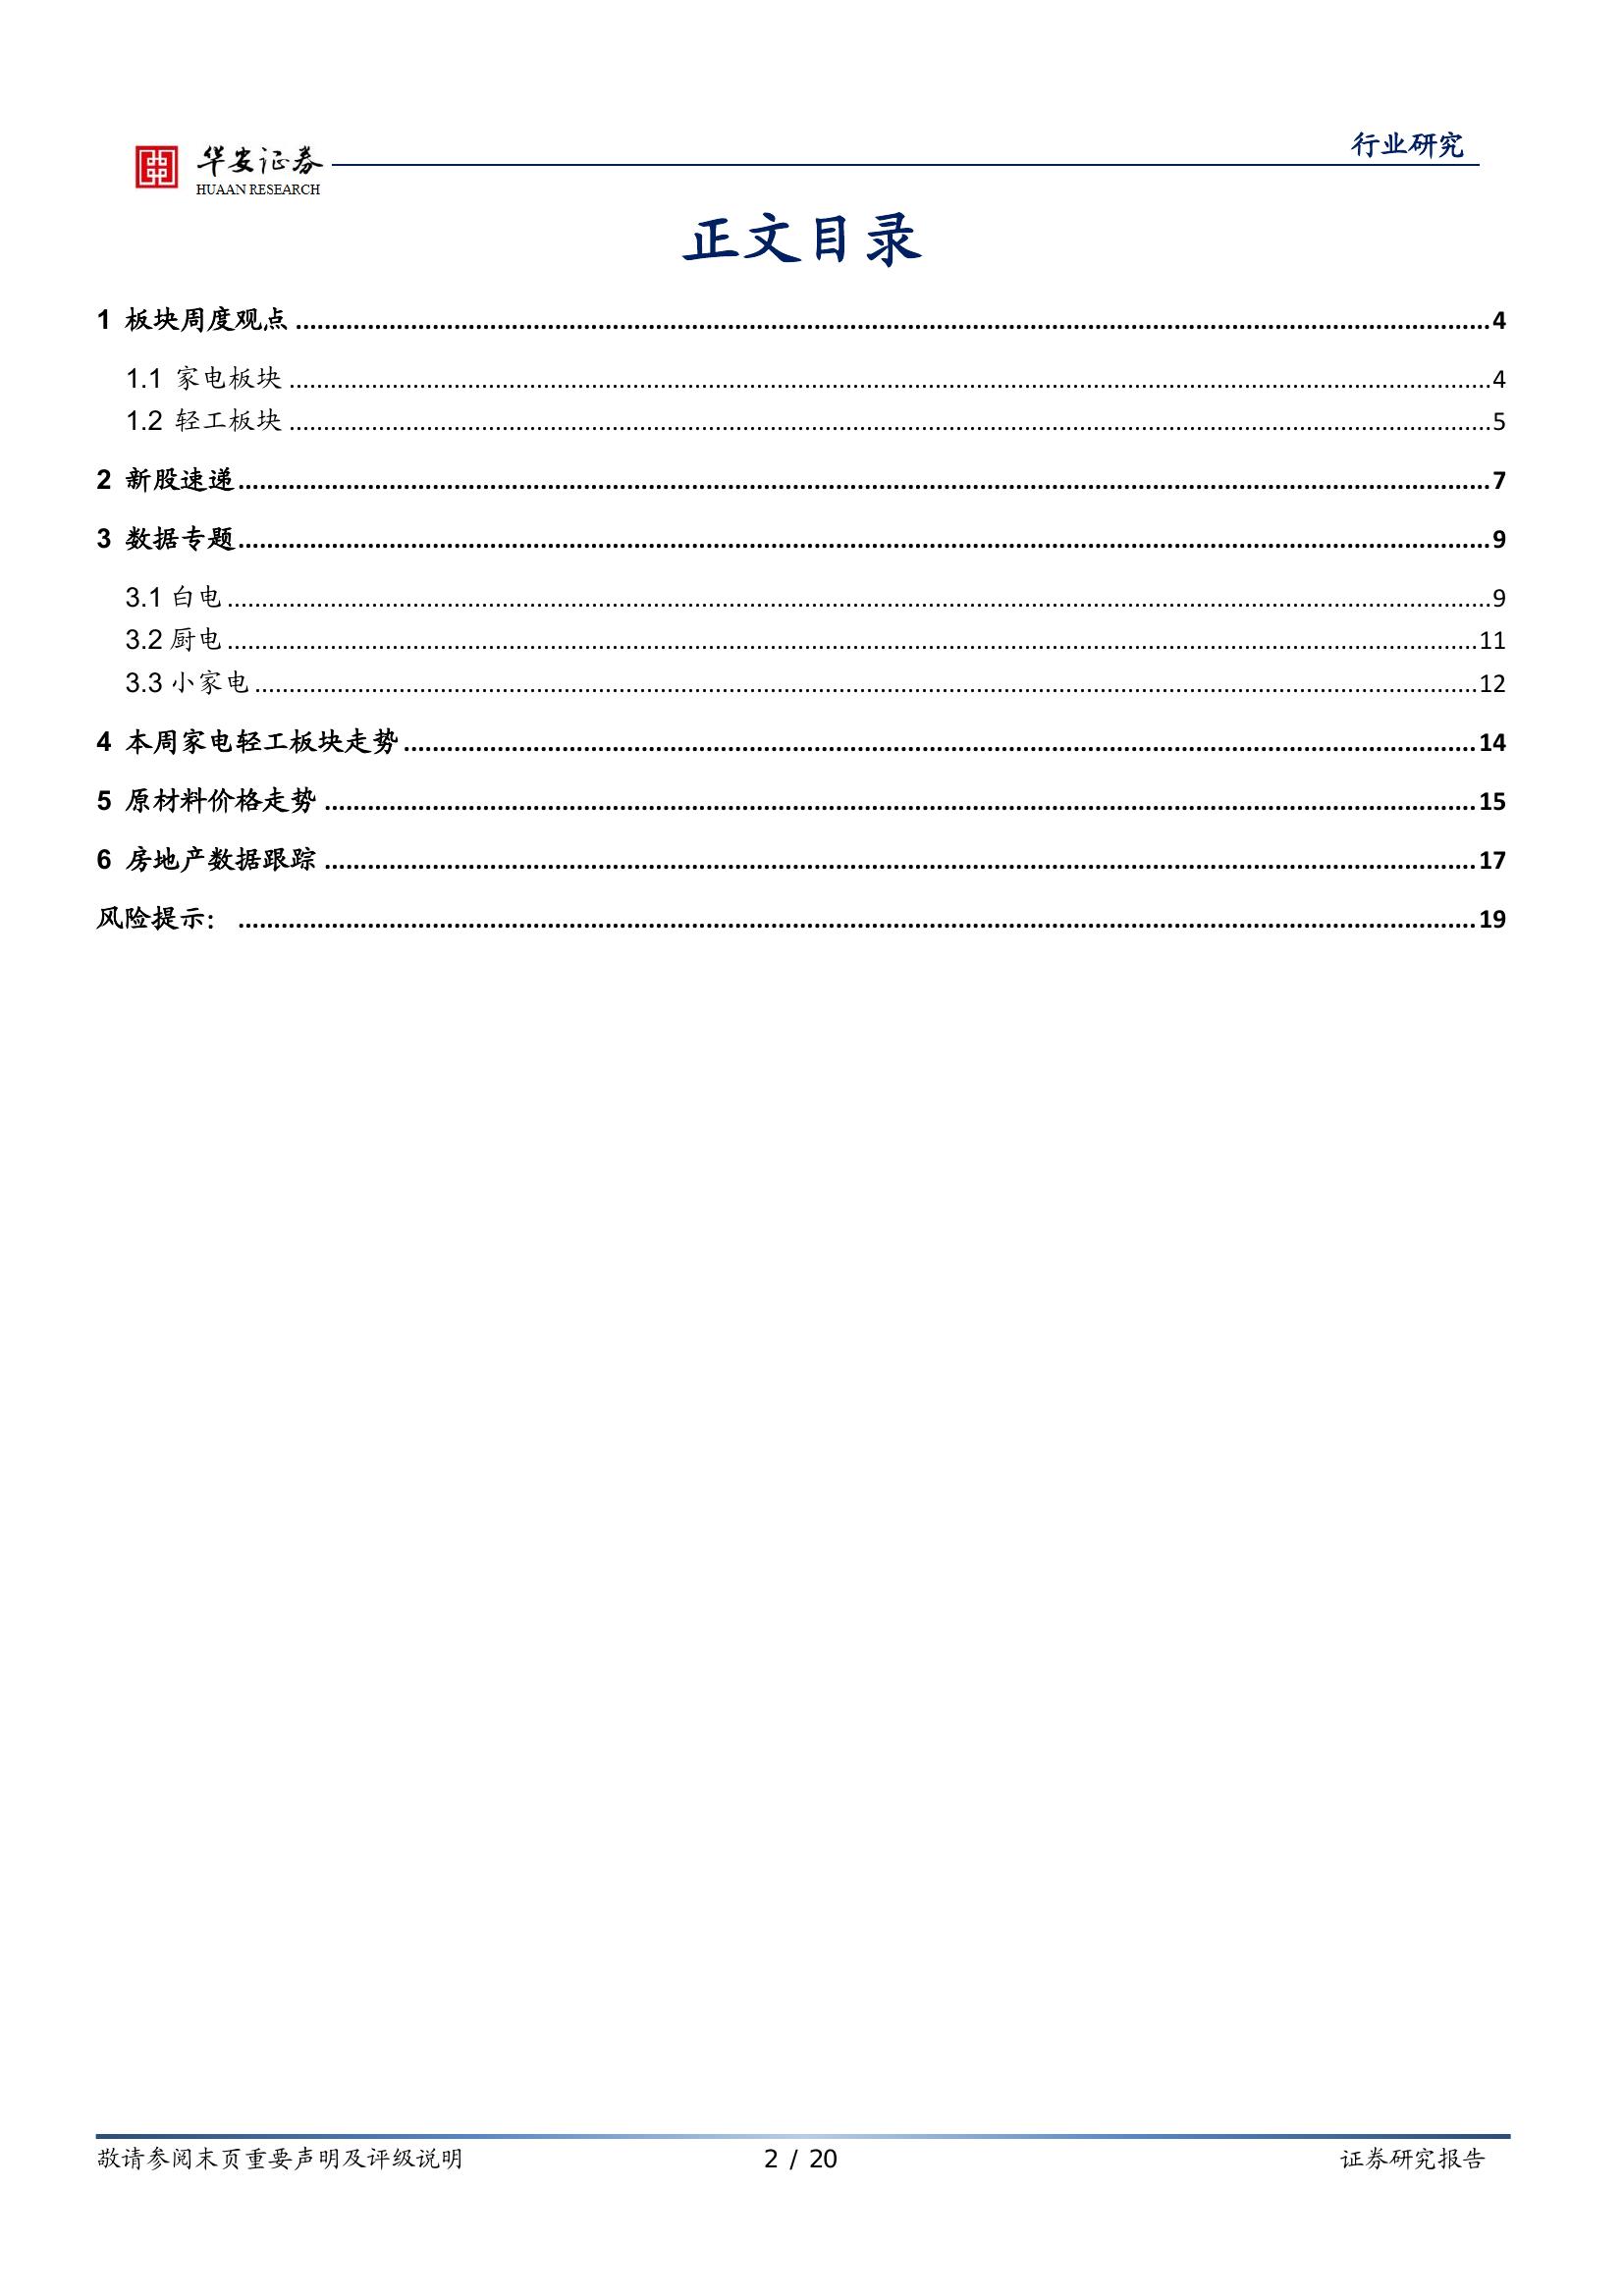 行业研究
华安证券
HUAAN RESEARCH
正文目录
1 板块周度观点 4
1.1 家电板块 4
1.2 轻工板块 5
2 新股速递 7
3 数据专题 9
3.1 白电 9
3.2 厨电 11
3.3 小家电 12
4 本周家电轻工板块走势 14
5 原材料价格走势 15
6 房地产数据跟踪 17
风险提示： 19
敬请参阅末页重要声明及评级说明 2 / 20 证券研究报告